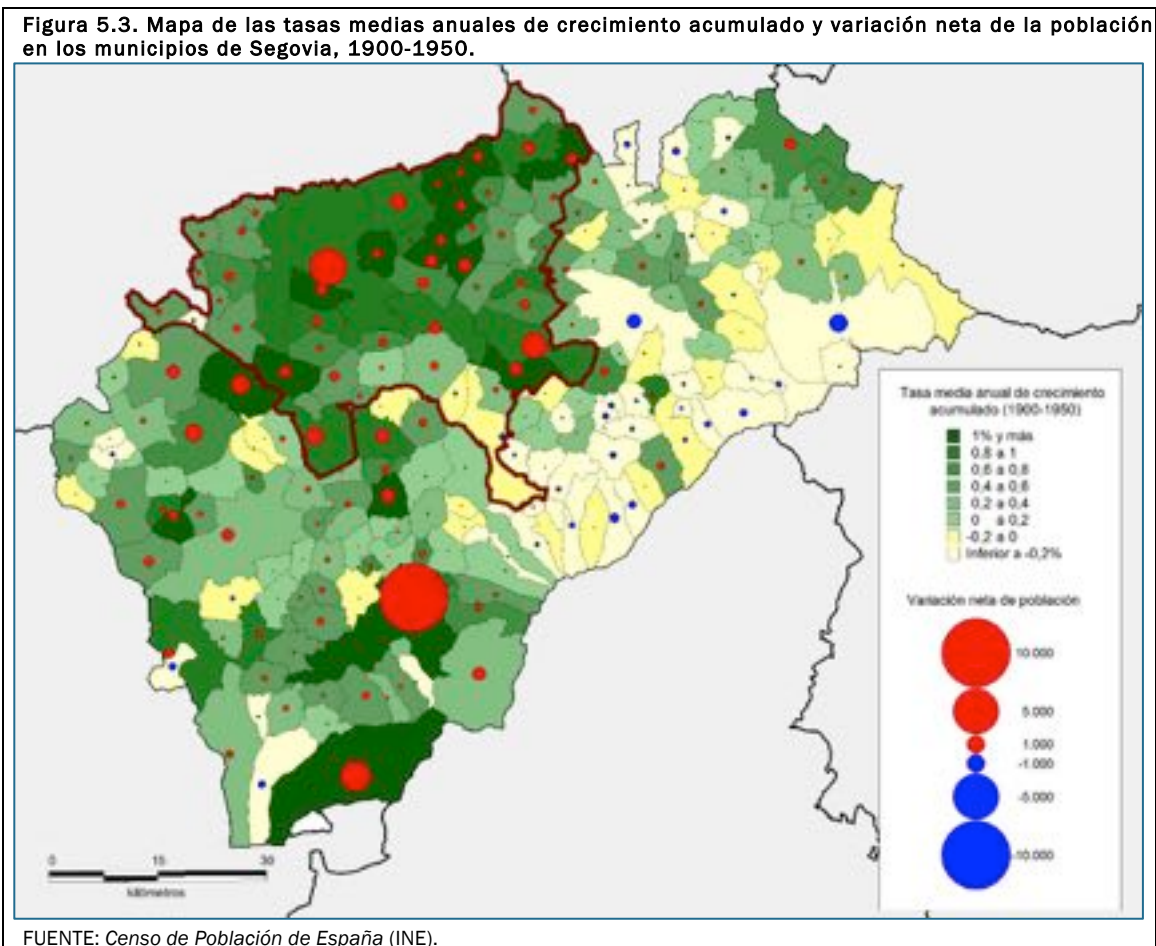 Figura 5.3. Mapa de las tasas medias anuales de crecimiento acumulado y variación neta de la población
en los municipios de Segovia, 1900-1950.
Tasa media anual de crecimiento
acumulado (1900-1950)
1% y más
0,8 a 1
0,6 a 0,8
0,4 a 0,6
0,2 a 0,4
0 a 0,2
-0,2 a 0
Inferior a -0,2%
Variación neta de población
10.000
5.000
1.000
-1.000
-5.000
-10.000
0 15 30
kilómetros
FUENTE: Censo de Población de España (INE).